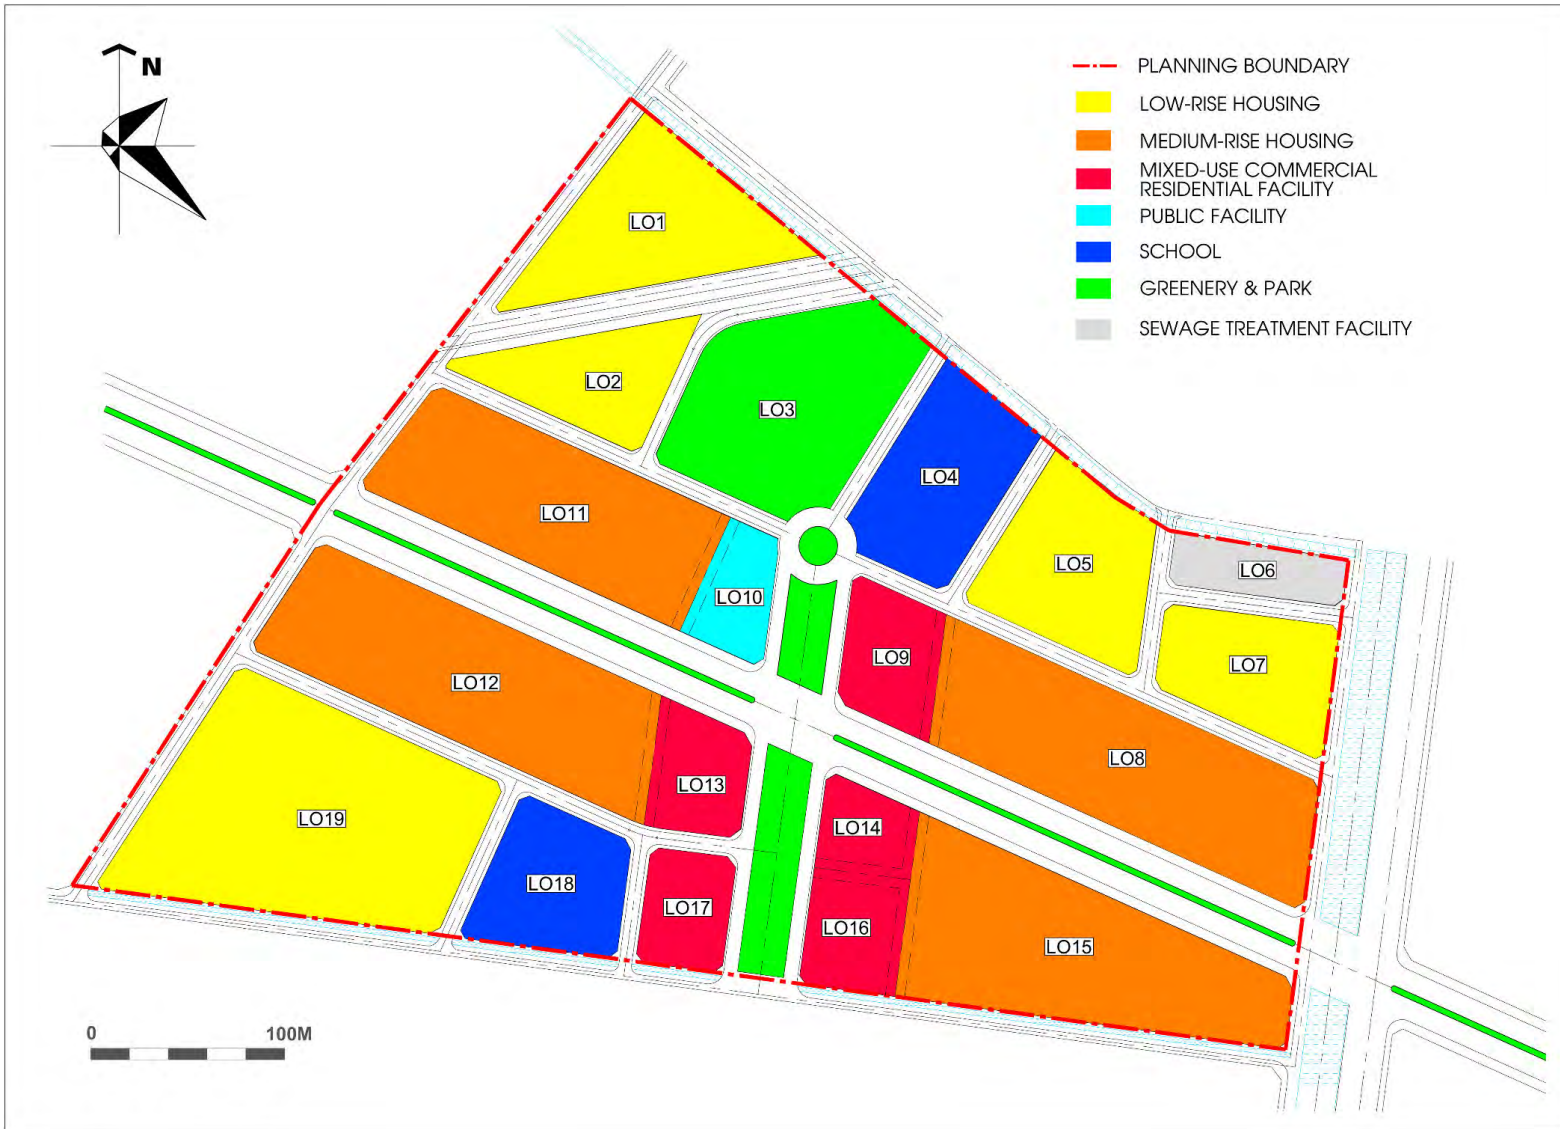 N
PLANNING BOUNDARY
LOW-RISE HOUSING
MEDIUM-RISE HOUSING
MIXED-USE COMMERCIAL
RESIDENTIAL FACILITY
PUBLIC FACILITY
SCHOOL
GREENERY & PARK
SEWAGE TREATMENT FACILITY
LO1
LO2
LO3
LO4
LO11
LO5
LO6
LO10
LO9
LO7
LO12
LO8
LO13
LO19
LO14
LO18
LO17
LO16
LO15
0 100M